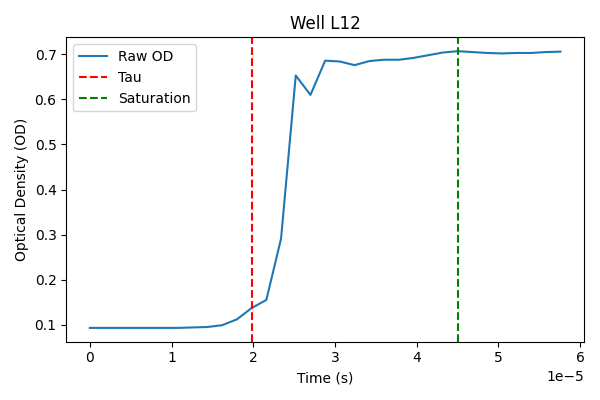 Well L12
Raw OD
Tau
Saturation
Optical Density (OD)
0.7
0.6
0.5
0.4
0.3
0.2
0.1
0 1 2 3 4 5 6
1e−5
Time (s)